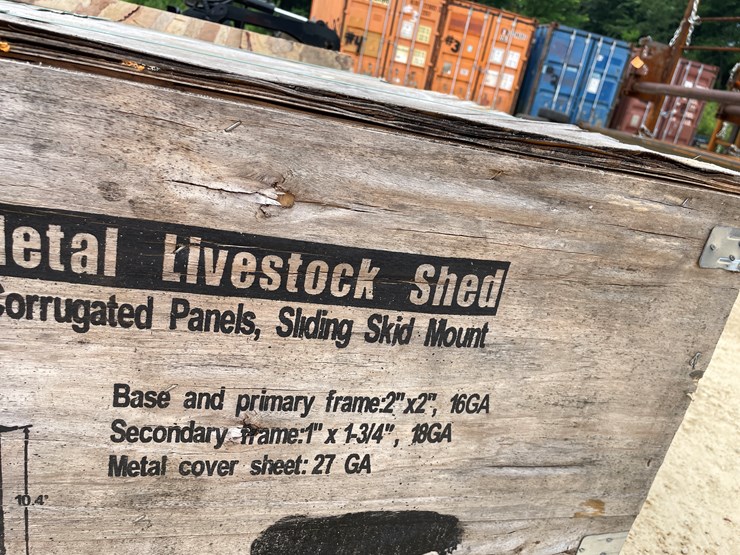 etal Livestock Shed
orrugated Panels, Sliding Skid Mount
Base and primary frame:2"x2", 16GA
Secondary frame:1" x 1-3/4", 18GA
Metal cover sheet: 27 GA
10.4'
#3